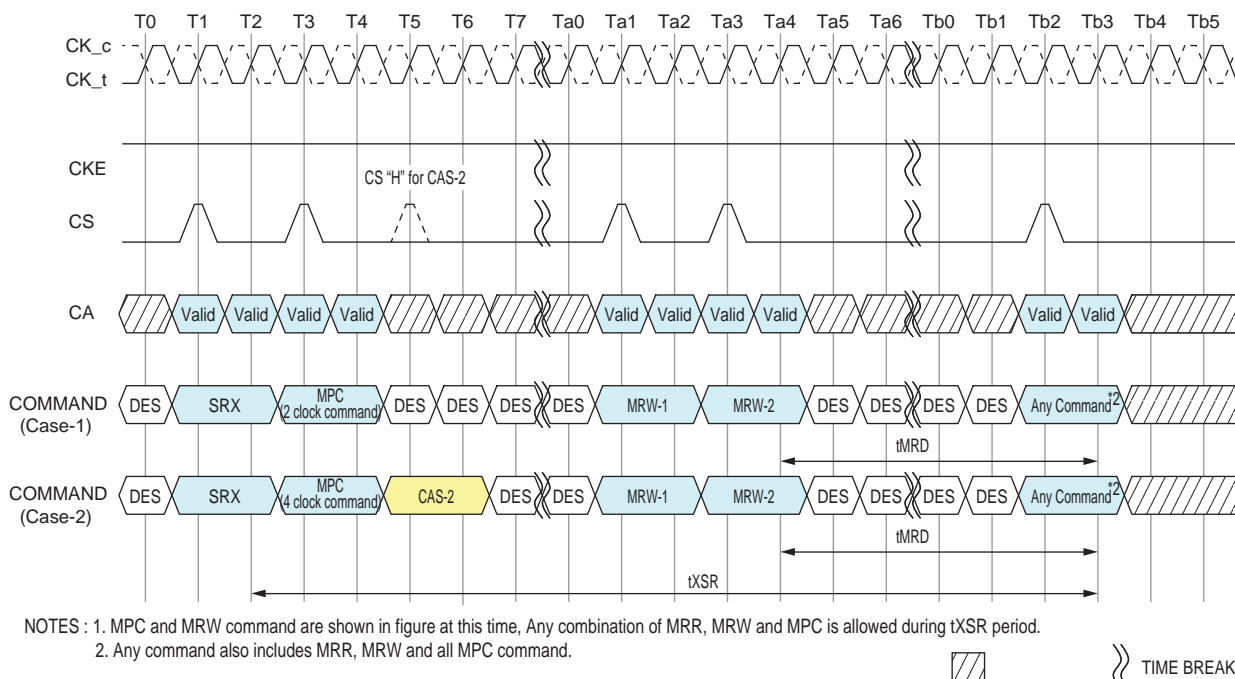 T0 T1 T2 T3 T4 T5 T6 T7 Ta0 Ta1 Ta2 Ta3 Ta4 Ta5 Ta6 Tb0 Tb1 Tb2 Tb3 Tb4 Tb5
CK_c
CK_t
CKE
CS "H" for CAS-2
CS
CA Valid Valid Valid Valid Valid Valid Valid Valid Valid Valid
COMMAND (Case-1) DES SRX MPC (2 clock command) DES DES DES DES MRW-1 MRW-2 DES DES DES DES Any Command*2
tMRD
COMMAND (Case-2) DES SRX MPC (4 clock command) CAS-2 DES DES MRW-1 MRW-2 DES DES DES DES Any Command*2
tMRD
tXSR
NOTES : 1. MPC and MRW command are shown in figure at this time, Any combination of MRR, MRW and MPC is allowed during tXSR period.
2. Any command also includes MRR, MRW and all MPC command.
TIME BREAK